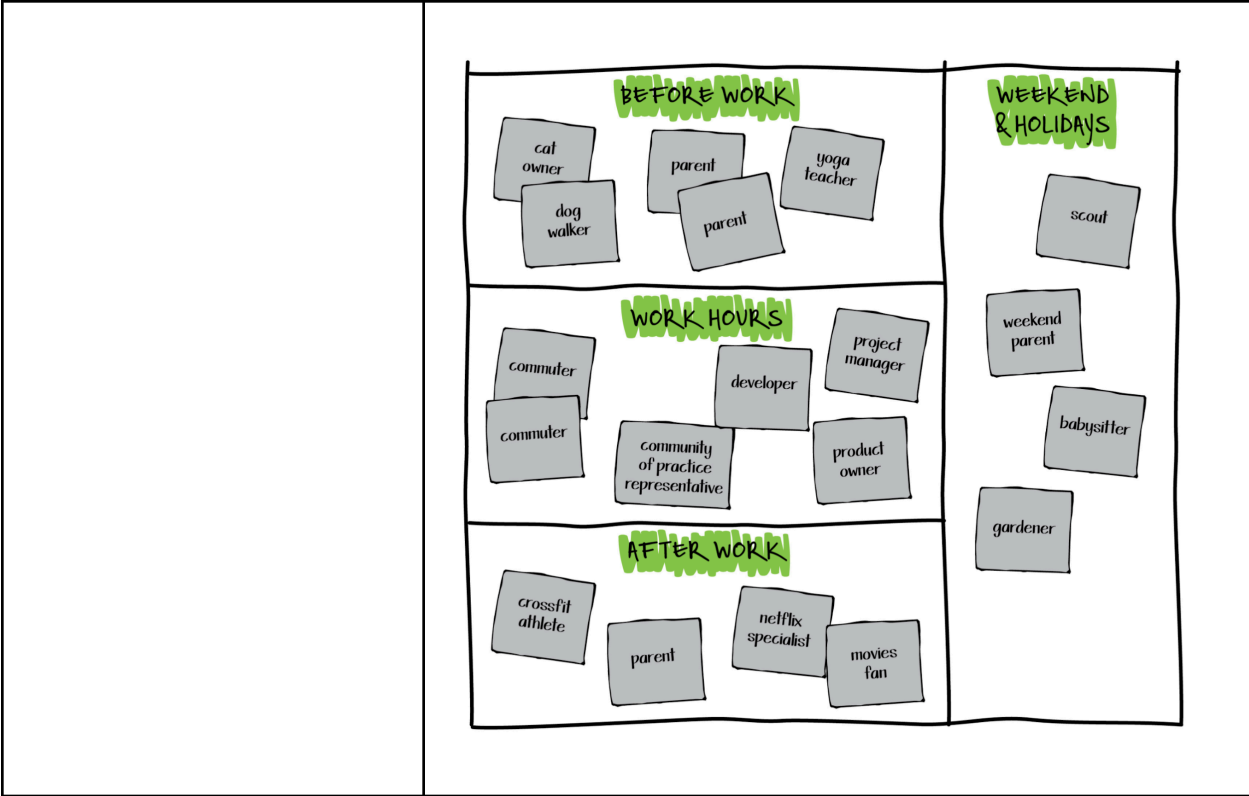 BEFORE WORK
cat
owner
dog
walker
parent
parent
yoga
teacher
WORK HOURS
commuter
commuter
community
of practice
representative
developer
project
manager
product
owner
AFTER WORK
crossfit
athlete
parent
netflix
specialist
movies
fan
WEEKEND
& HOLIDAYS
scout
weekend
parent
babysitter
gardener